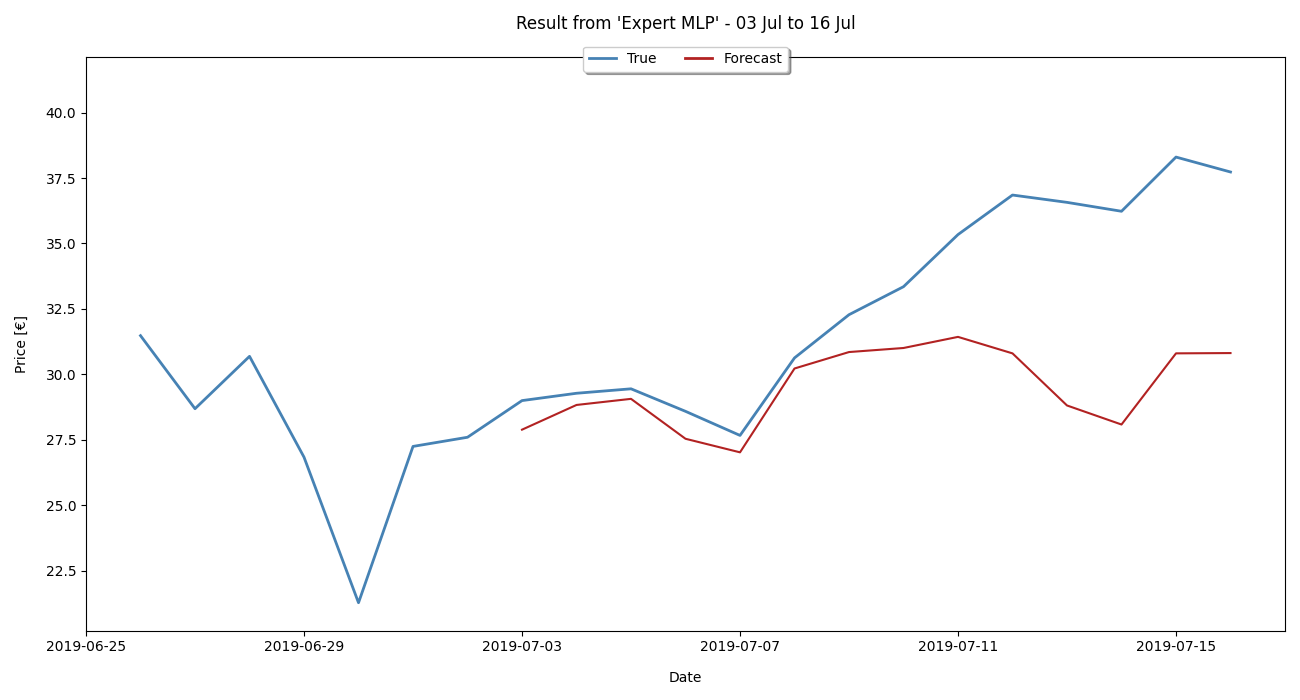 Result from 'Expert MLP' - 03 Jul to 16 Jul
True Forecast
40.0
37.5
35.0
32.5
30.0
27.5
25.0
22.5
Price [€]
2019-06-25 2019-06-29 2019-07-03 2019-07-07 2019-07-11 2019-07-15
Date